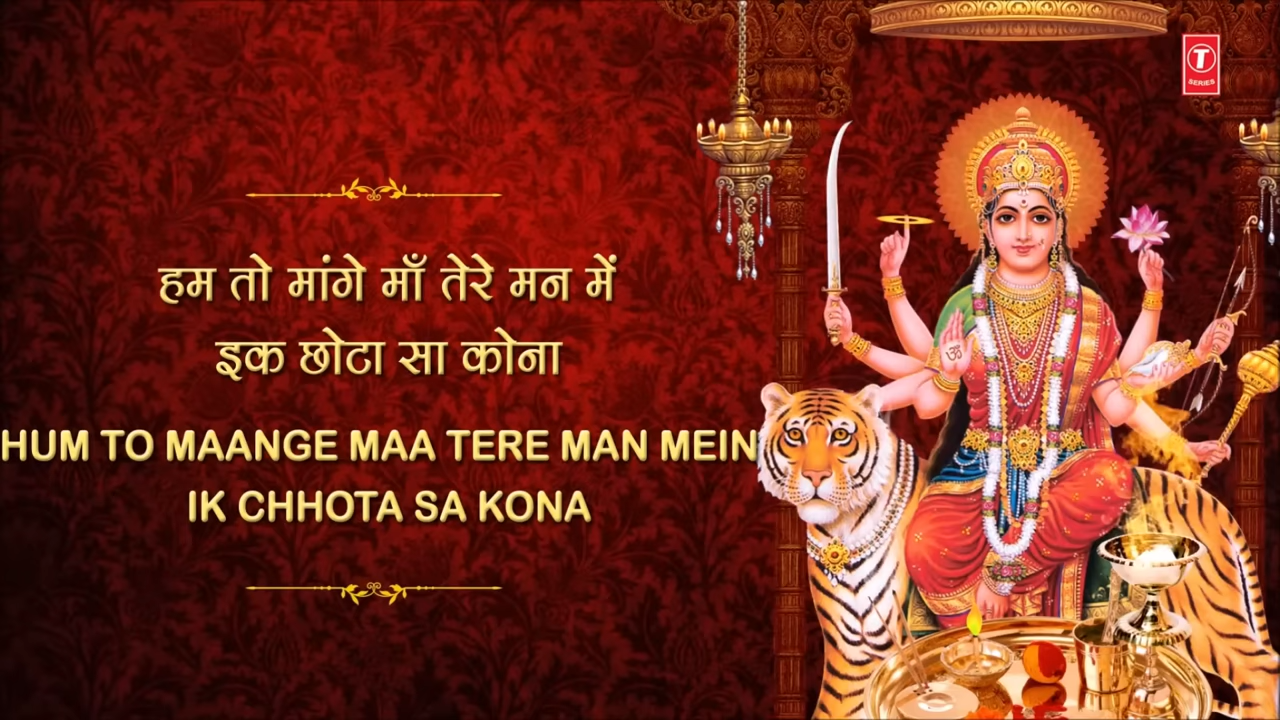 हम तो मांगे माँ तेरे मन में
इक छोटा सा कोना
HUM TO MAANGE MAA TERE MAN MEIN
IK CHHOTA SA KONA
T
SERIES
ॐ